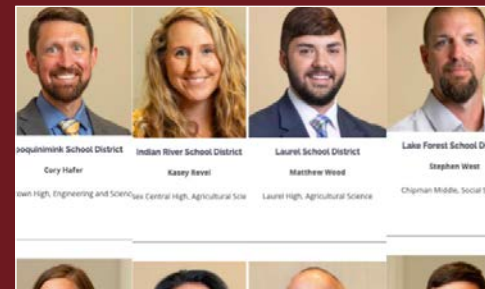 poquinimink School District
Cory Hafer
own High, Engineering and Scienc
Indian River School District
Kasey Revel
sex Central High, Agricultural Scie
Laurel School District
Matthew Wood
Laurel High, Agricultural Science
Lake Forest School D
Stephen West
Chipman Middle, Social S